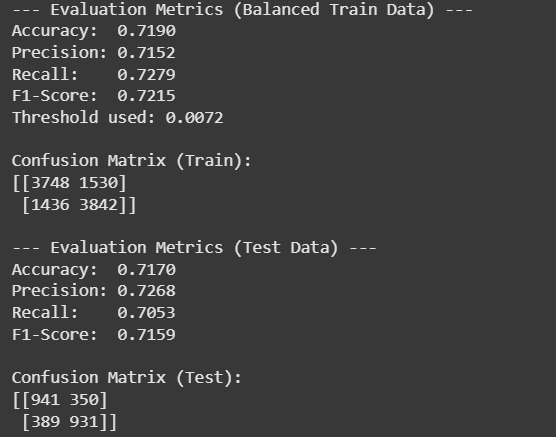 --- Evaluation Metrics (Balanced Train Data) ---
Accuracy:  0.7190
Precision: 0.7152
Recall:    0.7279
F1-Score:  0.7215
Threshold used: 0.0072

Confusion Matrix (Train):
[[3748 1530]
 [1436 3842]]

--- Evaluation Metrics (Test Data) ---
Accuracy:  0.7170
Precision: 0.7268
Recall:    0.7053
F1-Score:  0.7159

Confusion Matrix (Test):
[[941 350]
 [389 931]]